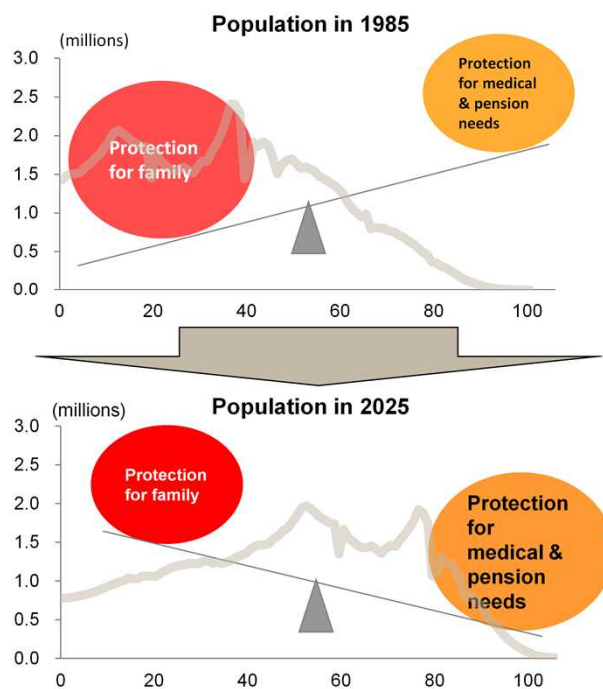 Population in 1985
(millions)
3.0
2.5
2.0
1.5
1.0
0.5
0.0
0 20 40 60 80 100
Protection
for family
Protection
for medical
& pension
needs
Population in 2025
(millions)
3.0
2.5
2.0
1.5
1.0
0.5
0.0
0 20 40 60 80 100
Protection
for family
Protection
for
medical &
pension
needs